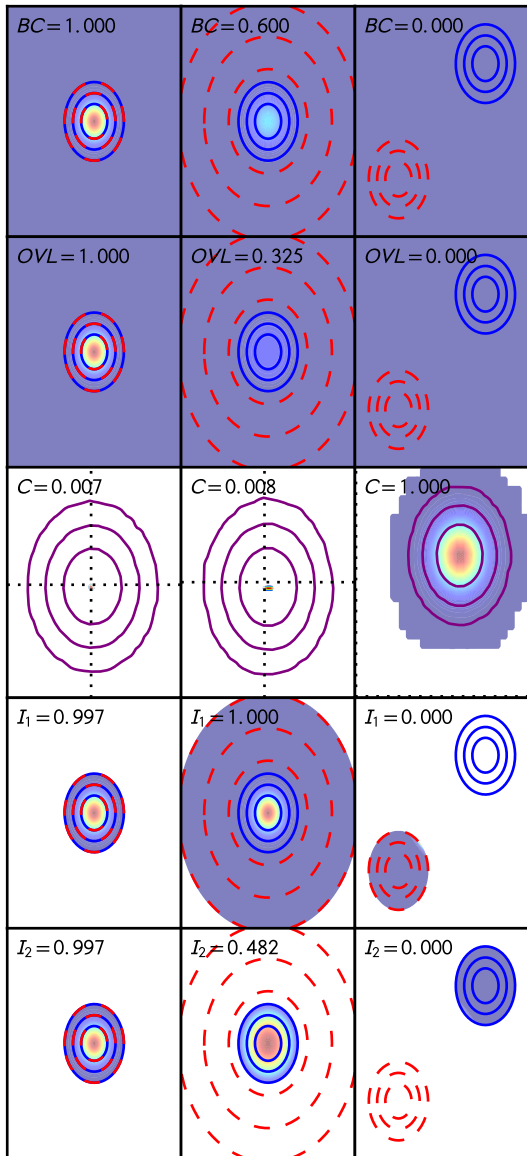 BC = 1.000
BC = 0.600
BC = 0.000
OVL = 1.000
OVL = 0.325
OVL = 0.000
C = 0.007
C = 0.008
C = 1.000
I₁ = 0.997
I₁ = 1.000
I₁ = 0.000
I₂ = 0.997
I₂ = 0.482
I₂ = 0.000